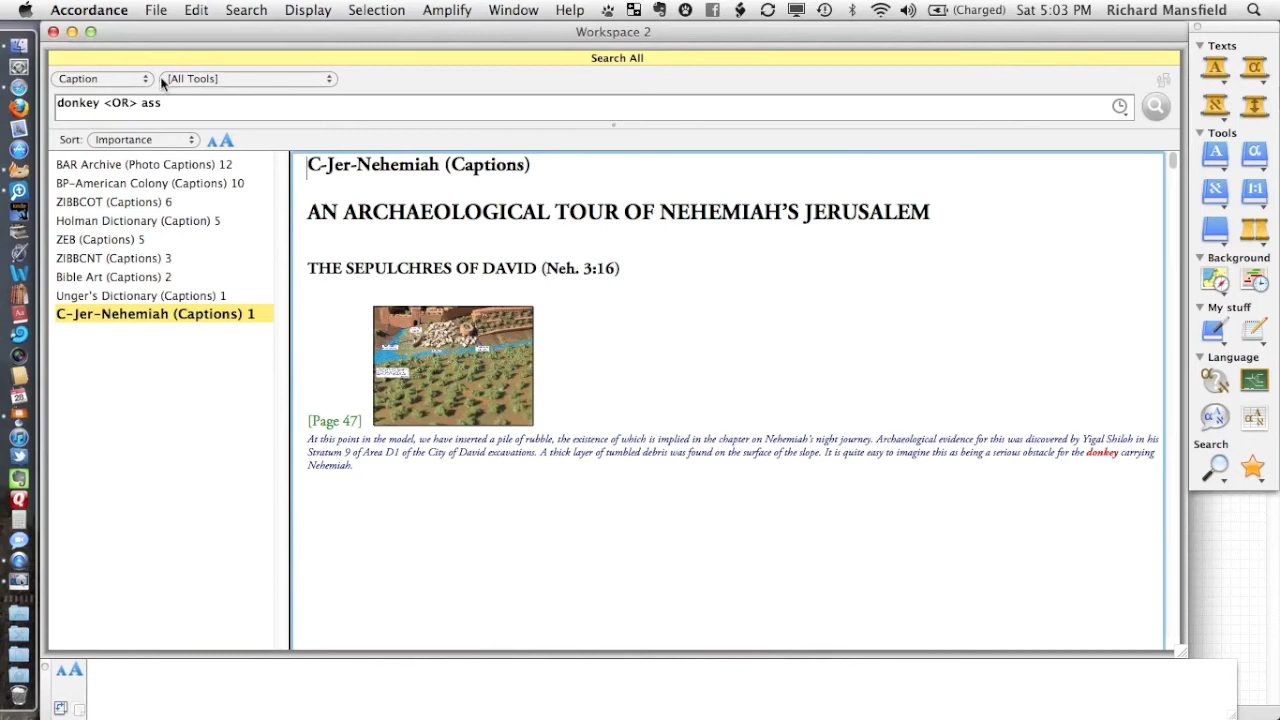 Accordance File Edit Search Display Selection Amplify Window Help (Charged) Sat 5:03 PM Richard Mansfield
Workspace 2
Search All
Caption [All Tools]
donkey <OR> ass
Sort: Importance AA
BAR Archive (Photo Captions) 12
BP-American Colony (Captions) 10
ZIBBCOT (Captions) 6
Holman Dictionary (Captions) 5
ZEB (Captions) 5
ZIBBCNT (Captions) 3
Bible Art (Captions) 2
Unger's Dictionary (Captions) 1
C-Jer-Nehemiah (Captions) 1
C-Jer-Nehemiah (Captions)
AN ARCHAEOLOGICAL TOUR OF NEHEMIAH'S JERUSALEM
THE SEPULCHRES OF DAVID (Neh. 3:16)
[Page 47]
At this point in the model, we have inserted a pile of rubble, the existence of which is implied in the chapter on Nehemiah's night journey. Archaeological evidence for this was discovered by Yigal Shiloh in his
Stratum 9 of Area D1 of the City of David excavations. A thick layer of tumbled debris was found on the surface of the slope. It is quite easy to imagine this as being a serious obstacle for the donkey carrying
Nehemiah.
Texts
A α
א
Tools
A α
א 1:1
Background
My stuff
Language
Search
AA